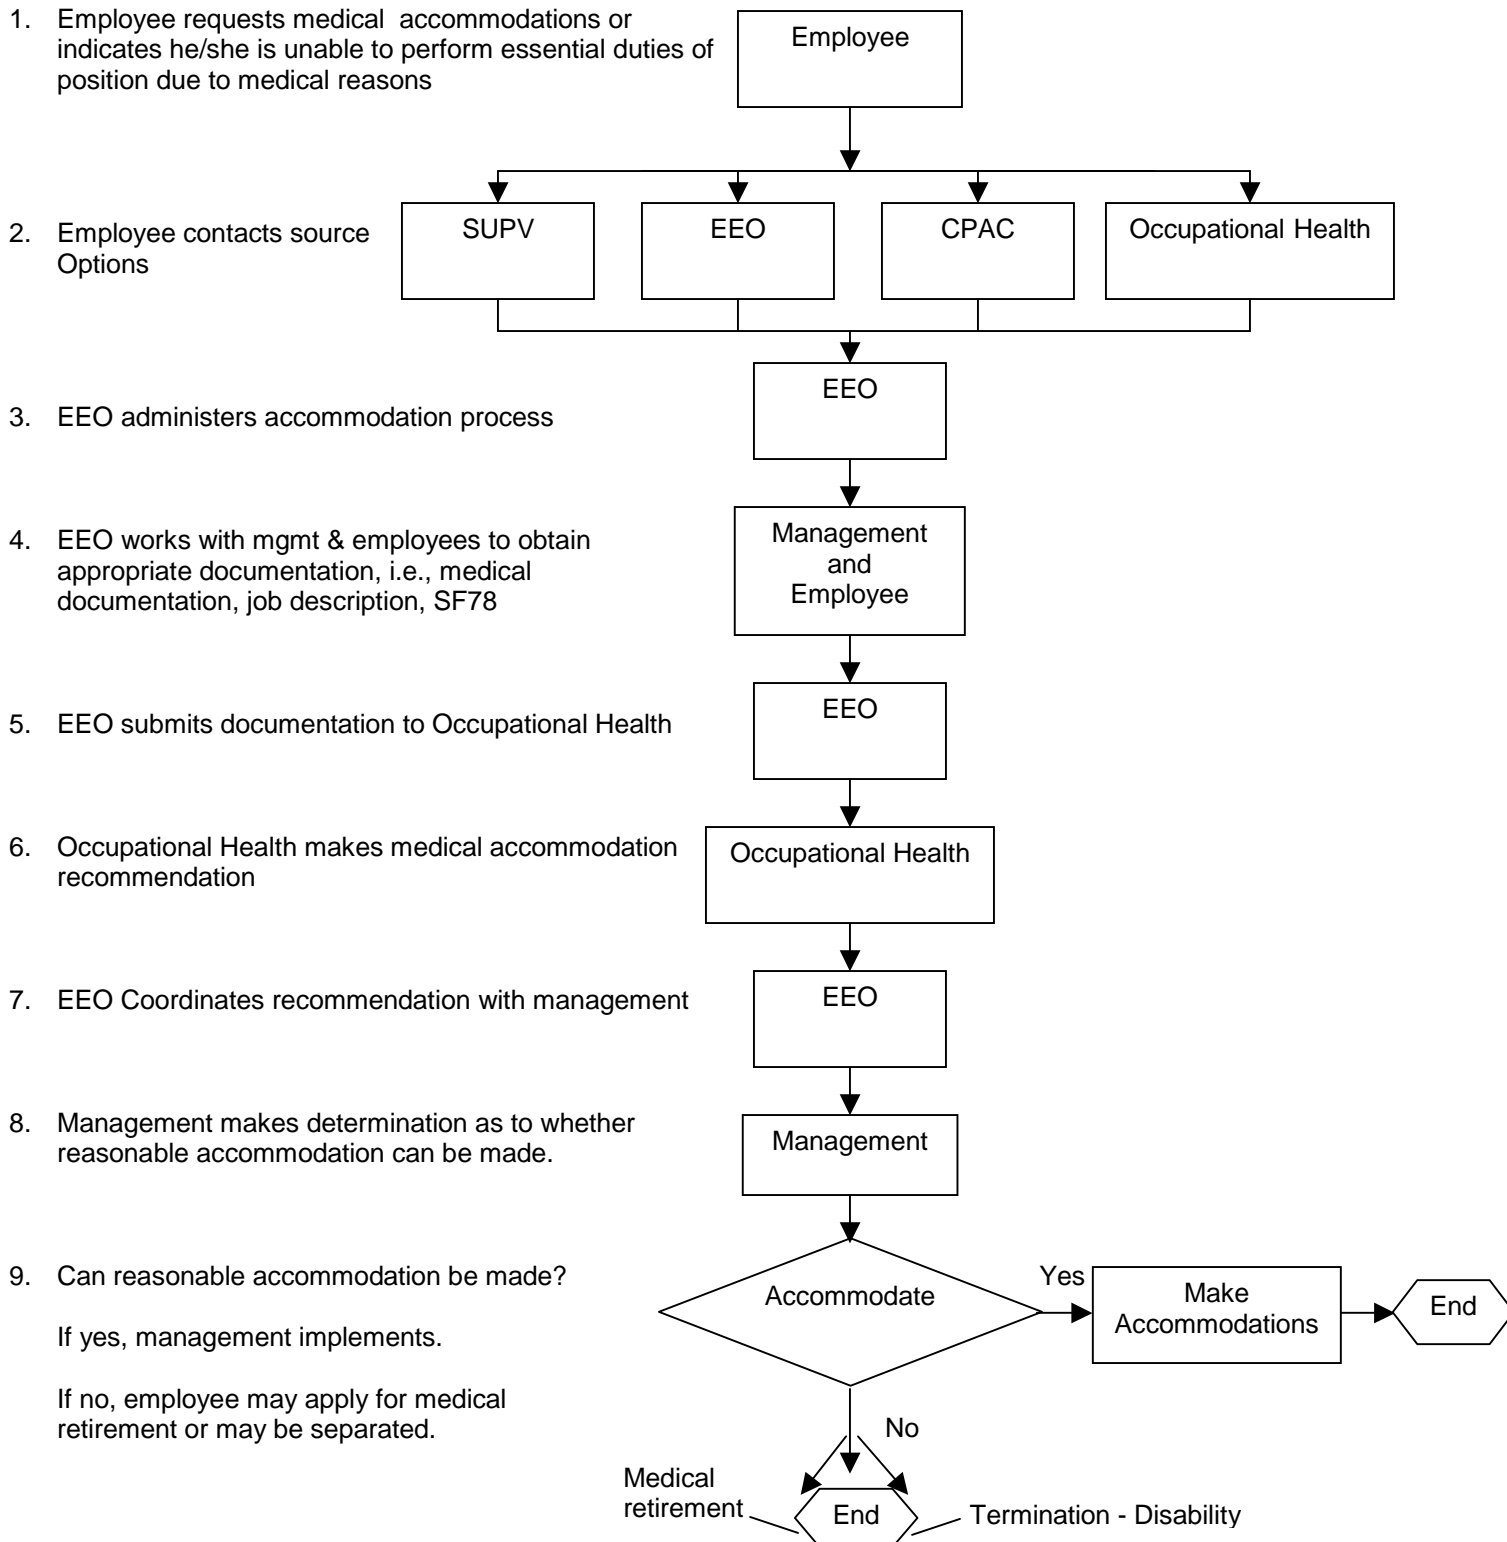 1. Employee requests medical accommodations or
indicates he/she is unable to perform essential duties of
position due to medical reasons
Employee
2. Employee contacts source
Options
SUPV
EEO
CPAC
Occupational Health
3. EEO administers accommodation process
EEO
4. EEO works with mgmt & employees to obtain
appropriate documentation, i.e., medical
documentation, job description, SF78
Management
and
Employee
5. EEO submits documentation to Occupational Health
EEO
6. Occupational Health makes medical accommodation
recommendation
Occupational Health
7. EEO Coordinates recommendation with management
EEO
8. Management makes determination as to whether
reasonable accommodation can be made.
Management
9. Can reasonable accommodation be made?
If yes, management implements.
If no, employee may apply for medical
retirement or may be separated.
Accommodate
Yes
Make
Accommodations
End
No
Medical
retirement
End
Termination - Disability